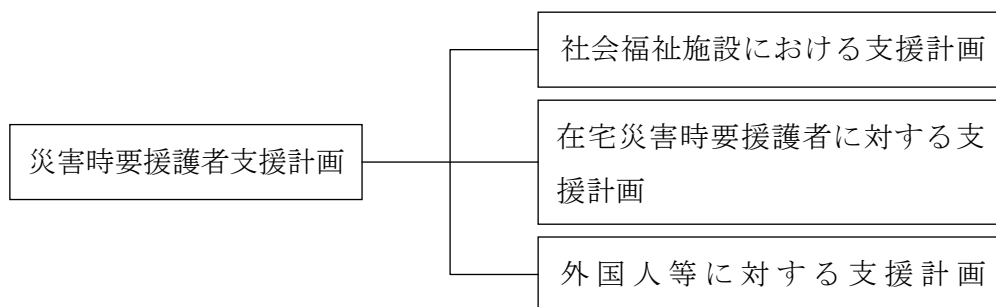 社会福祉施設における支援計画
災害時要援護者支援計画
在宅災害時要援護者に対する支
援計画
外国人等に対する支援計画